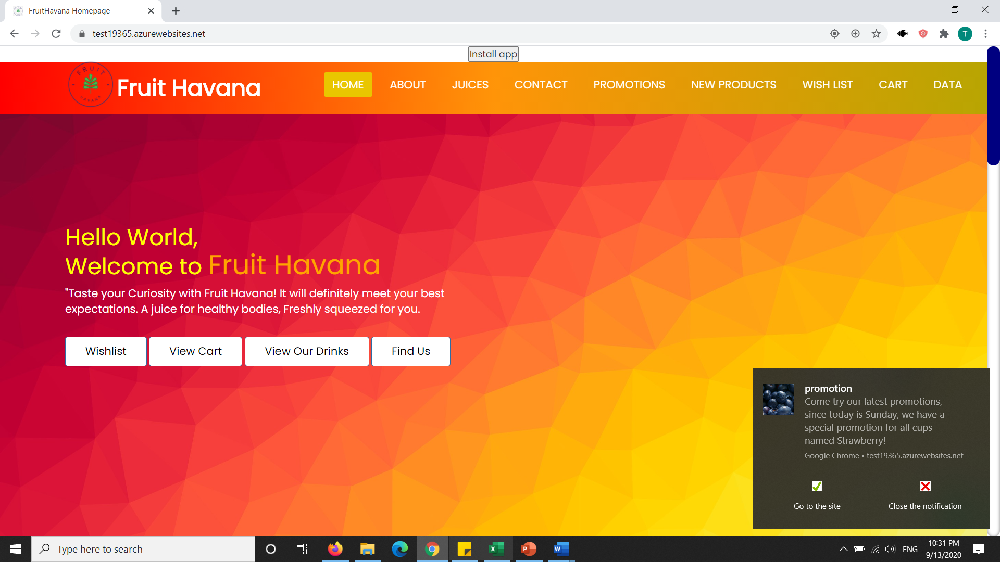 FruitHavana Homepage
test19365.azurewebsites.net
T
Install app
FRUIT
HAVANA
Fruit Havana
HOME
ABOUT
JUICES
CONTACT
PROMOTIONS
NEW PRODUCTS
WISH LIST
CART
DATA
Hello World,
Welcome to Fruit Havana
"Taste your Curiosity with Fruit Havana! It will definitely meet your best
expectations. A juice for healthy bodies, Freshly squeezed for you.
Wishlist
View Cart
View Our Drinks
Find Us
promotion
Come try our latest promotions,
since today is Sunday, we have a
special promotion for all cups
named Strawberry!
Google Chrome • test19365.azurewebsites.net
Go to the site
Close the notification
Type here to search
X
P
W
ENG
10:31 PM
9/13/2020